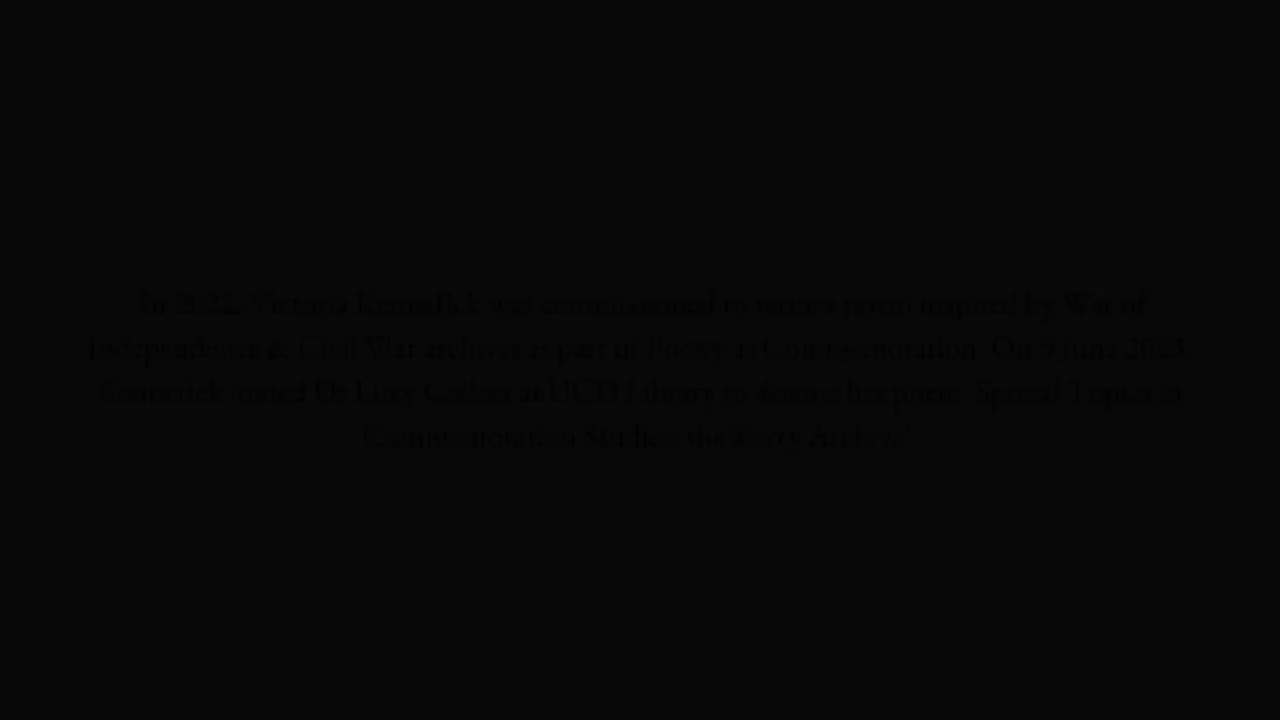 In 2022, Victoria Kennefick was commissioned to write a poem inspired by War of
Independence & Civil War archives as part of Poetry as Commemoration. On 9 June 2023,
Kennefick joined Dr Lucy Collins at UCD Library to discuss her poem 'Special Topics in
Commemoration Studies: the Kerry Archive'